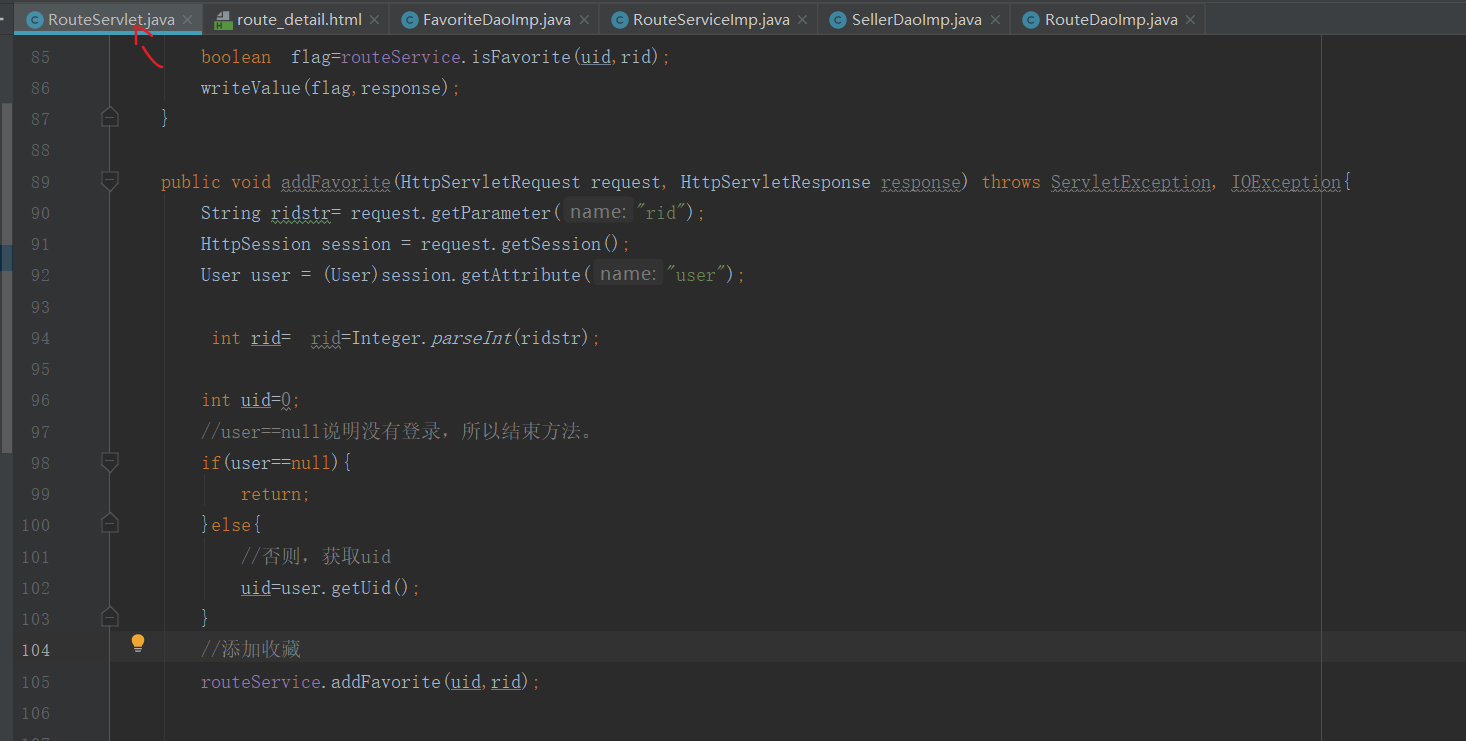 RouteServlet.java route_detail.html FavoriteDaoImp.java RouteServiceImp.java SellerDaoImp.java RouteDaoImp.java
85 boolean  flag=routeService.isFavorite(uid,rid);
86 writeValue(flag,response);
87 }
88
89 public void addFavorite(HttpServletRequest request, HttpServletResponse response) throws ServletException, IOException{
90 String ridstr= request.getParameter( name: "rid");
91 HttpSession session = request.getSession();
92 User user = (User)session.getAttribute( name: "user");
93
94 int rid=  rid=Integer.parseInt(ridstr);
95
96 int uid=0;
97 //user==null说明没有登录，所以结束方法。
98 if(user==null){
99 return;
100 }else{
101 //否则，获取uid
102 uid=user.getUid();
103 }
104 //添加收藏
105 routeService.addFavorite(uid,rid);
106